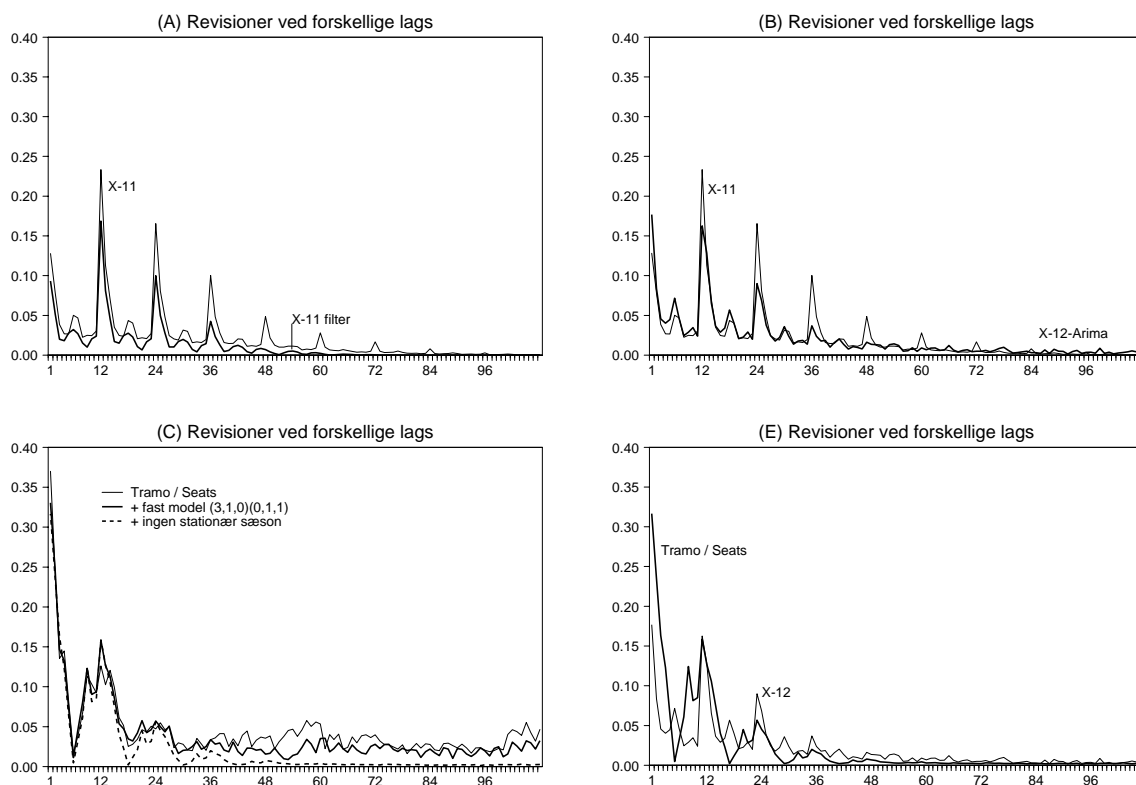 (A) Revisioner ved forskellige lags
0.40
0.35
0.30
0.25
0.20
0.15
0.10
0.05
0.00
X-11
X-11 filter
1 12 24 36 48 60 72 84 96
(B) Revisioner ved forskellige lags
0.40
0.35
0.30
0.25
0.20
0.15
0.10
0.05
0.00
X-11
X-12-Arima
1 12 24 36 48 60 72 84 96
(C) Revisioner ved forskellige lags
0.40
0.35
0.30
0.25
0.20
0.15
0.10
0.05
0.00
Tramo / Seats
+ fast model (3,1,0)(0,1,1)
+ ingen stationær sæson
1 12 24 36 48 60 72 84 96
(E) Revisioner ved forskellige lags
0.40
0.35
0.30
0.25
0.20
0.15
0.10
0.05
0.00
Tramo / Seats
X-12
1 12 24 36 48 60 72 84 96